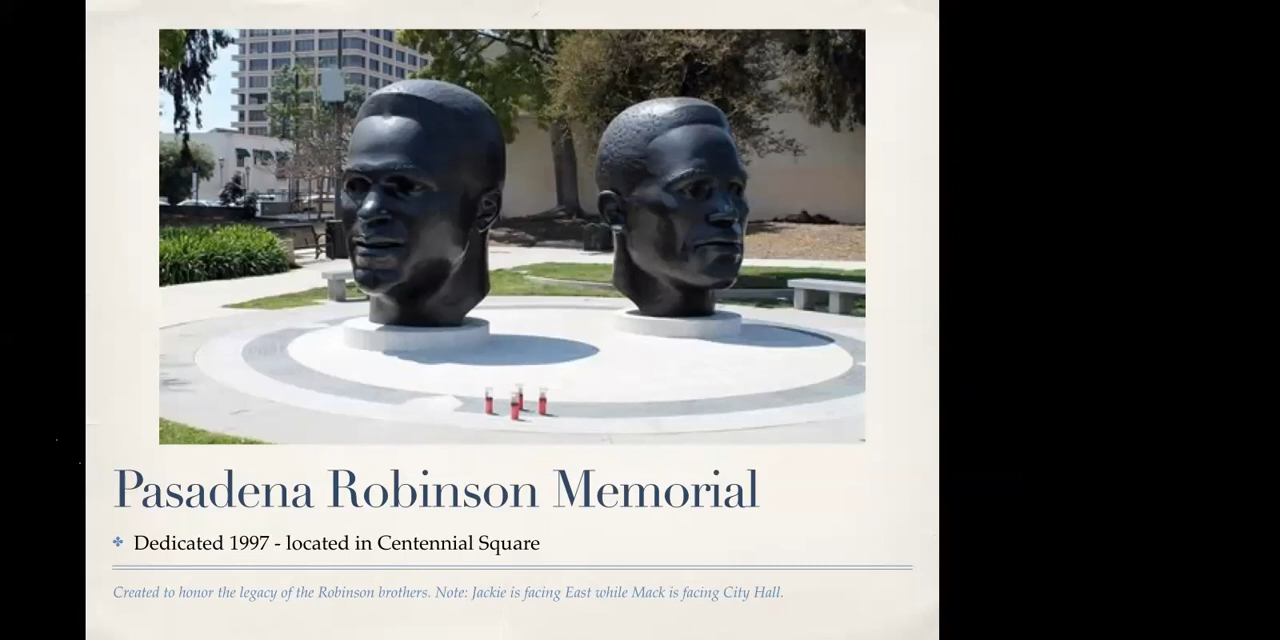 Pasadena Robinson Memorial
Dedicated 1997 - located in Centennial Square
Created to honor the legacy of the Robinson brothers. Note: Jackie is facing East while Mack is facing City Hall.